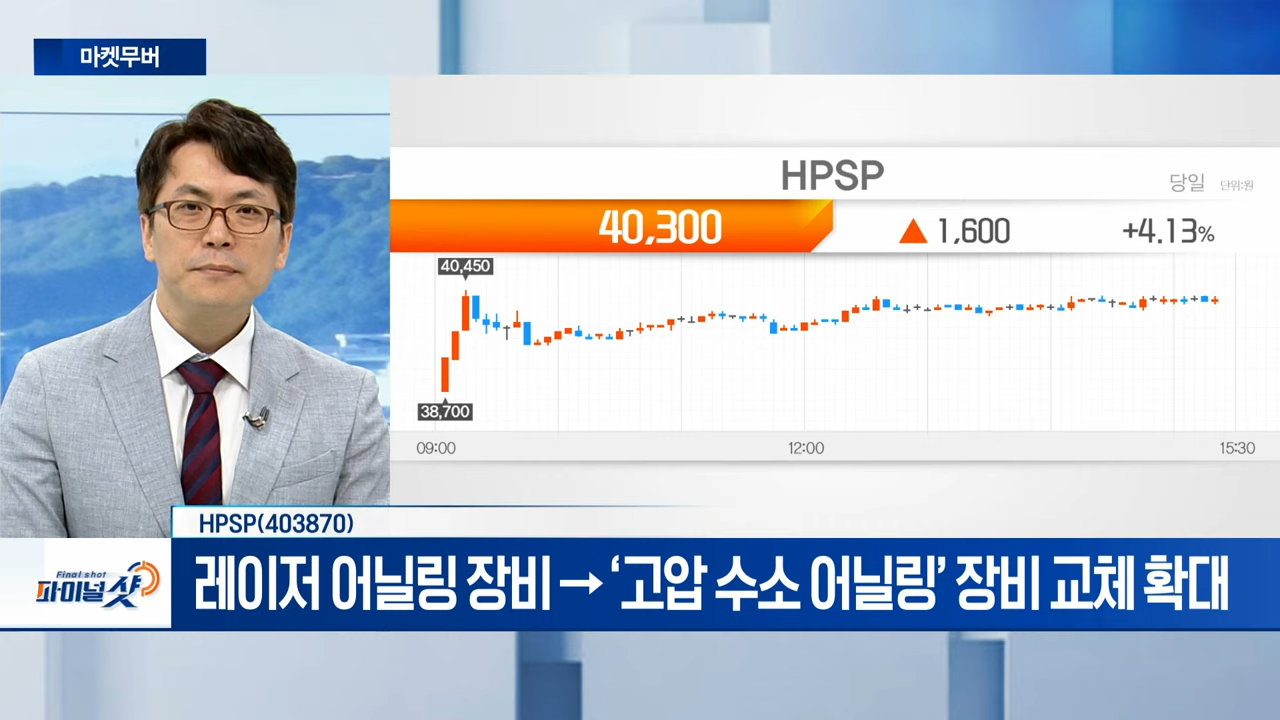 마켓무버
HPSP
당일 단위:원
40,300 ▲ 1,600 +4.13%
40,450
38,700
09:00 12:00 15:30
HPSP(403870)
Final shot
파이널샷
레이저 어닐링 장비→‘고압 수소 어닐링’ 장비 교체 확대